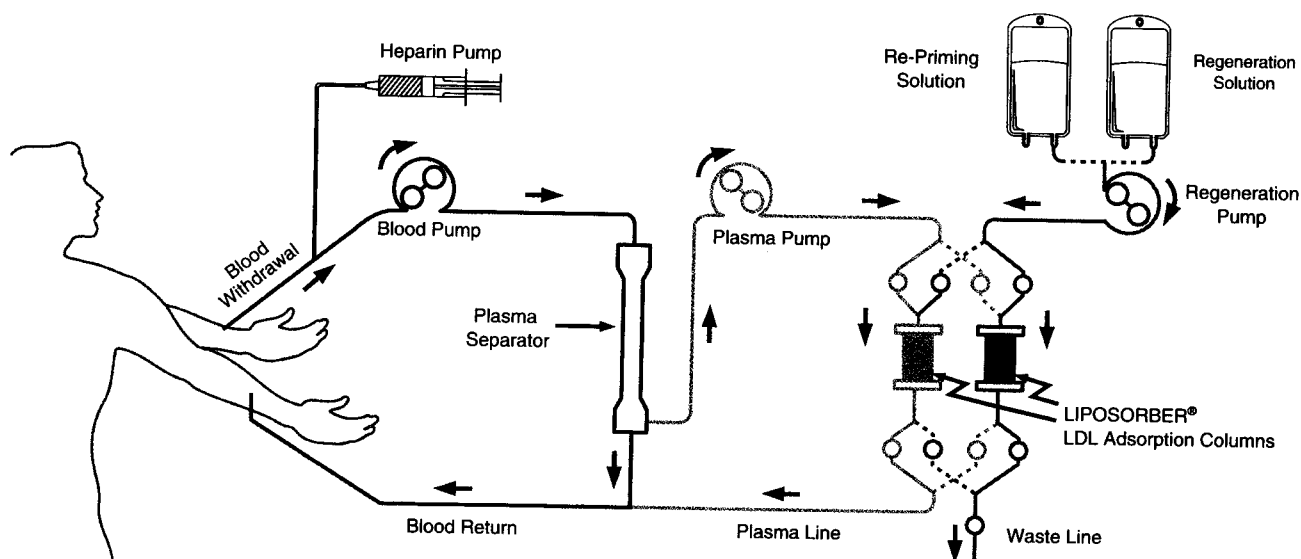 Heparin Pump
Re-Priming
Solution
Regeneration
Solution
Blood Pump
Plasma Pump
Regeneration
Pump
Blood
Withdrawal
Plasma
Separator
LIPOSORBER®
LDL Adsorption Columns
Blood Return
Plasma Line
Waste Line